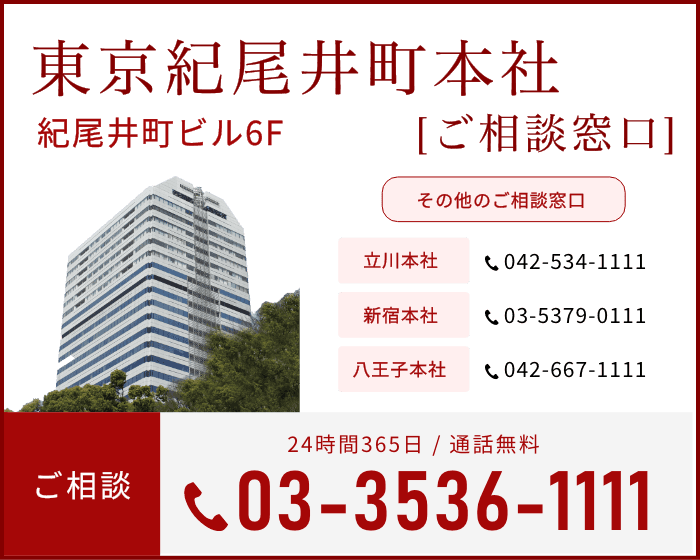 東京紀尾井町本社
紀尾井町ビル6F
[ご相談窓口]
その他のご相談窓口
立川本社 042-534-1111
新宿本社 03-5379-0111
八王子本社 042-667-1111
24時間365日 / 通話無料
ご相談 03-3536-1111